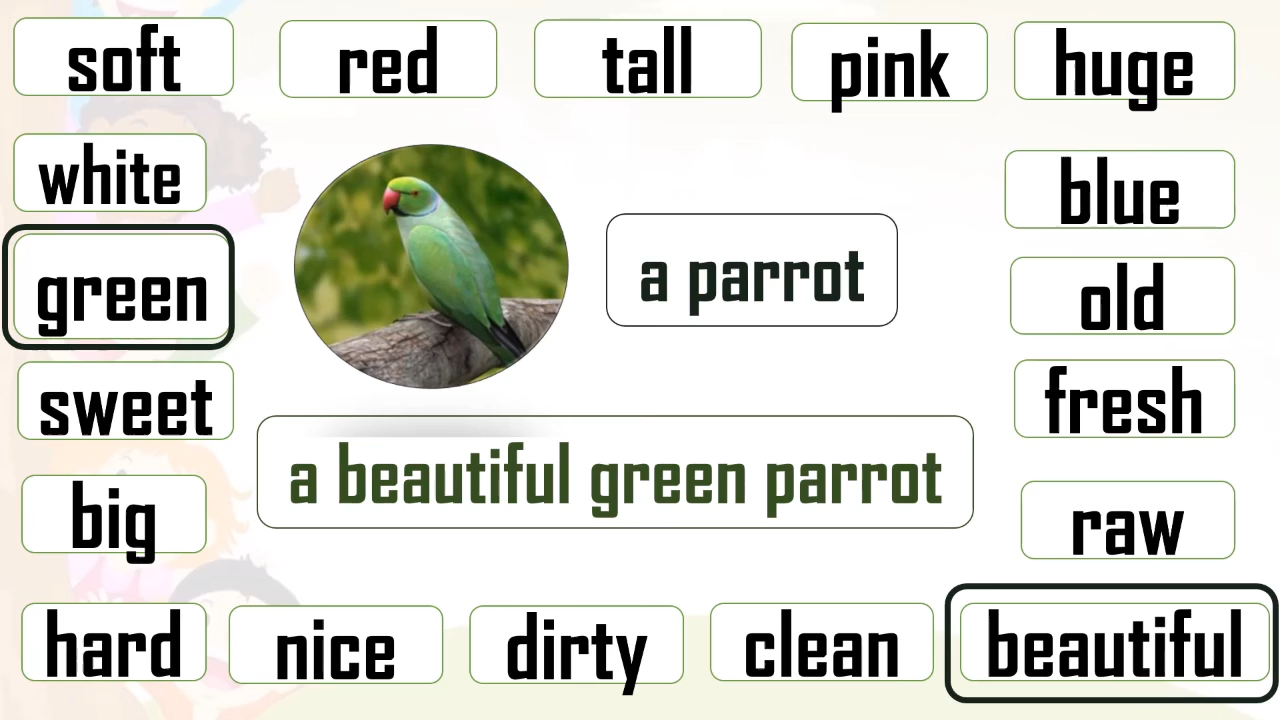 soft
red
tall
pink
huge
white
blue
green
a parrot
old
sweet
fresh
a beautiful green parrot
big
raw
hard
nice
dirty
clean
beautiful